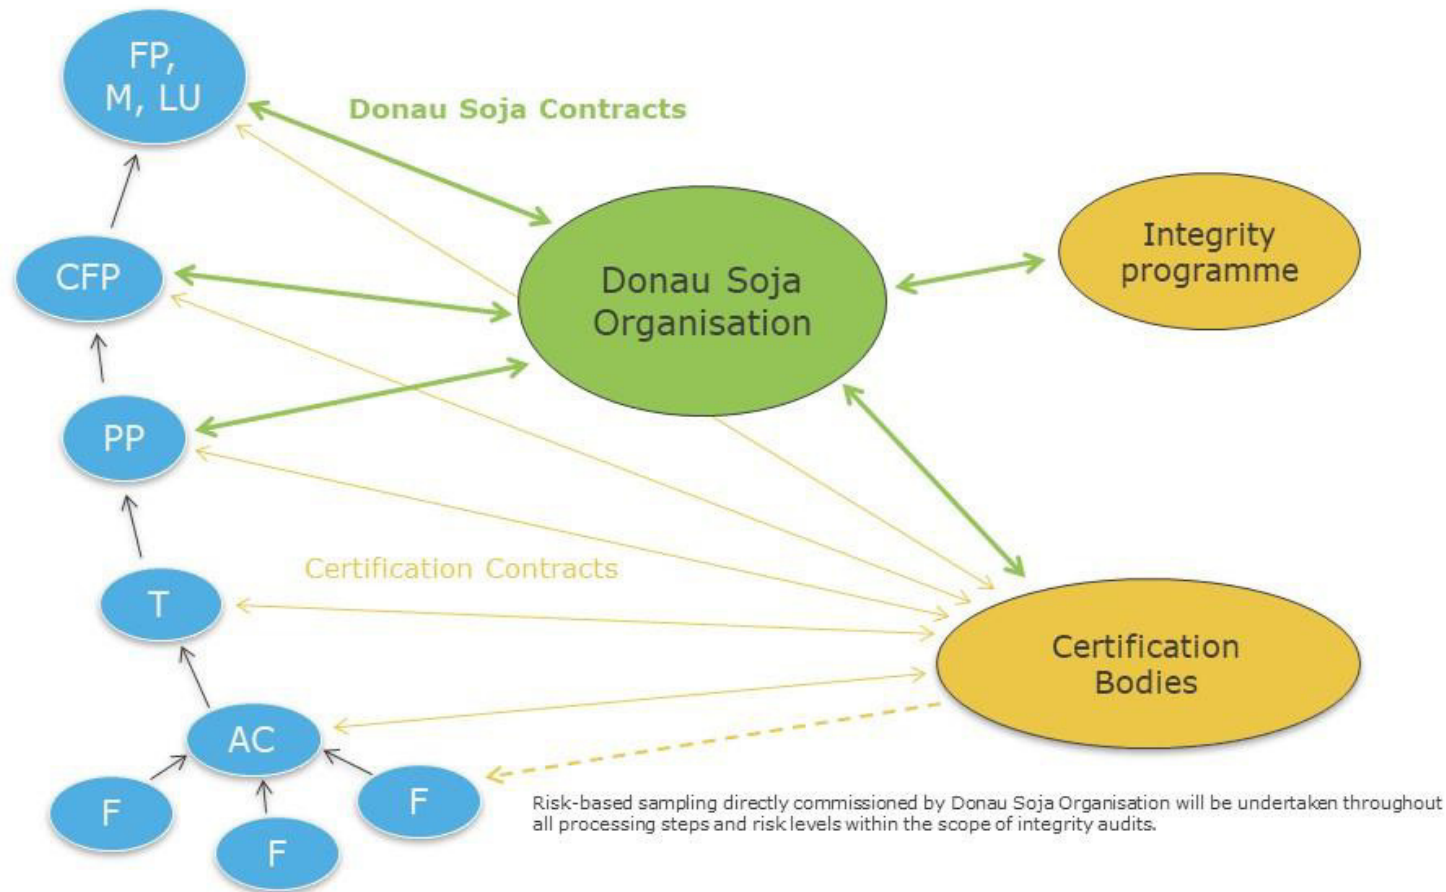 FP,
M, LU
Donau Soja Contracts
Integrity
programme
CFP
Donau Soja
Organisation
PP
Certification Contracts
T
Certification
Bodies
AC
F
F
F
Risk-based sampling directly commissioned by Donau Soja Organisation will be undertaken throughout
all processing steps and risk levels within the scope of integrity audits.